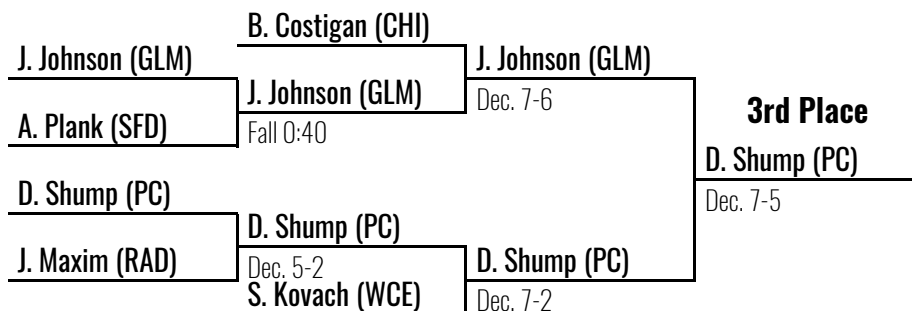 B. Costigan (CHI)
J. Johnson (GLM)
J. Johnson (GLM)
J. Johnson (GLM)
Dec. 7-6
A. Plank (SFD)
Fall 0:40
3rd Place
D. Shump (PC)
Dec. 7-5
D. Shump (PC)
D. Shump (PC)
J. Maxim (RAD)
Dec. 5-2
D. Shump (PC)
S. Kovach (WCE)
Dec. 7-2